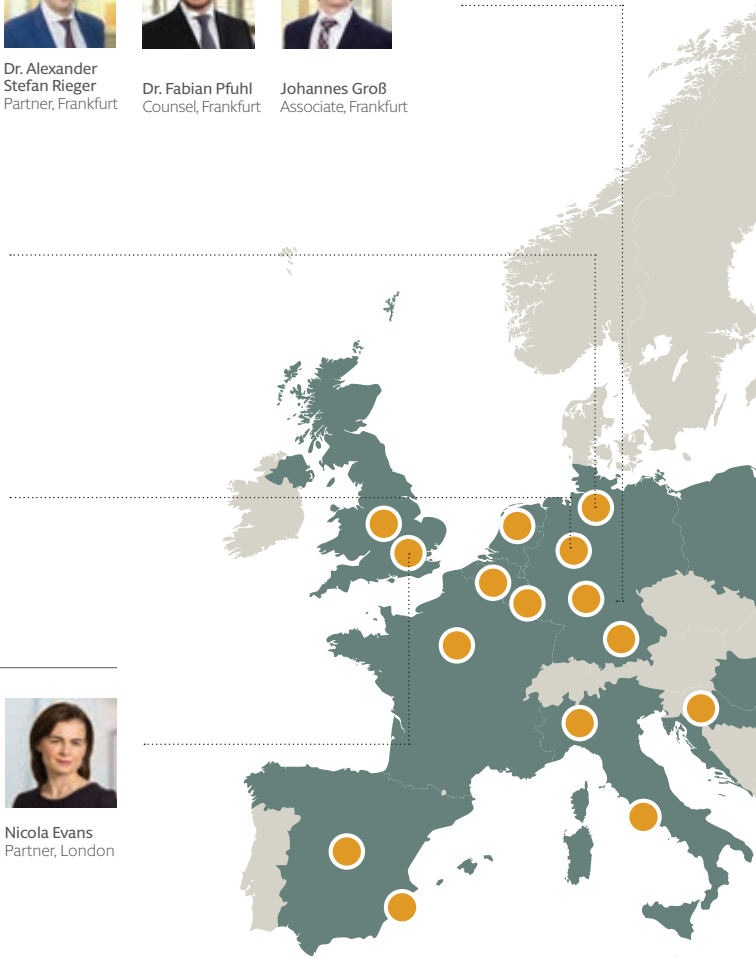 Dr. Alexander
Stefan Rieger
Partner, Frankfurt
Dr. Fabian Pfuhl
Counsel, Frankfurt
Johannes Groß
Associate, Frankfurt
Nicola Evans
Partner, London